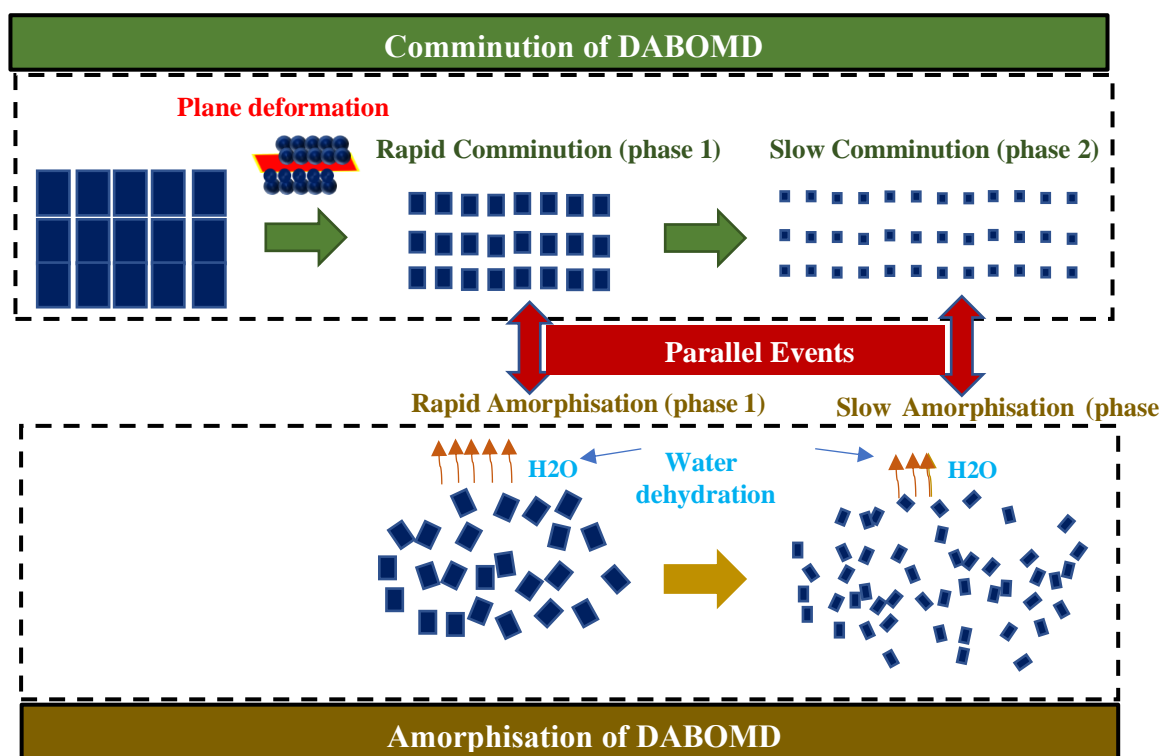 Comminution of DABOMD
Plane deformation
Rapid Comminution (phase 1)
Slow Comminution (phase 2)
Parallel Events
Rapid Amorphisation (phase 1)
Slow Amorphisation (phase
H2O
Water
dehydration
H2O
Amorphisation of DABOMD